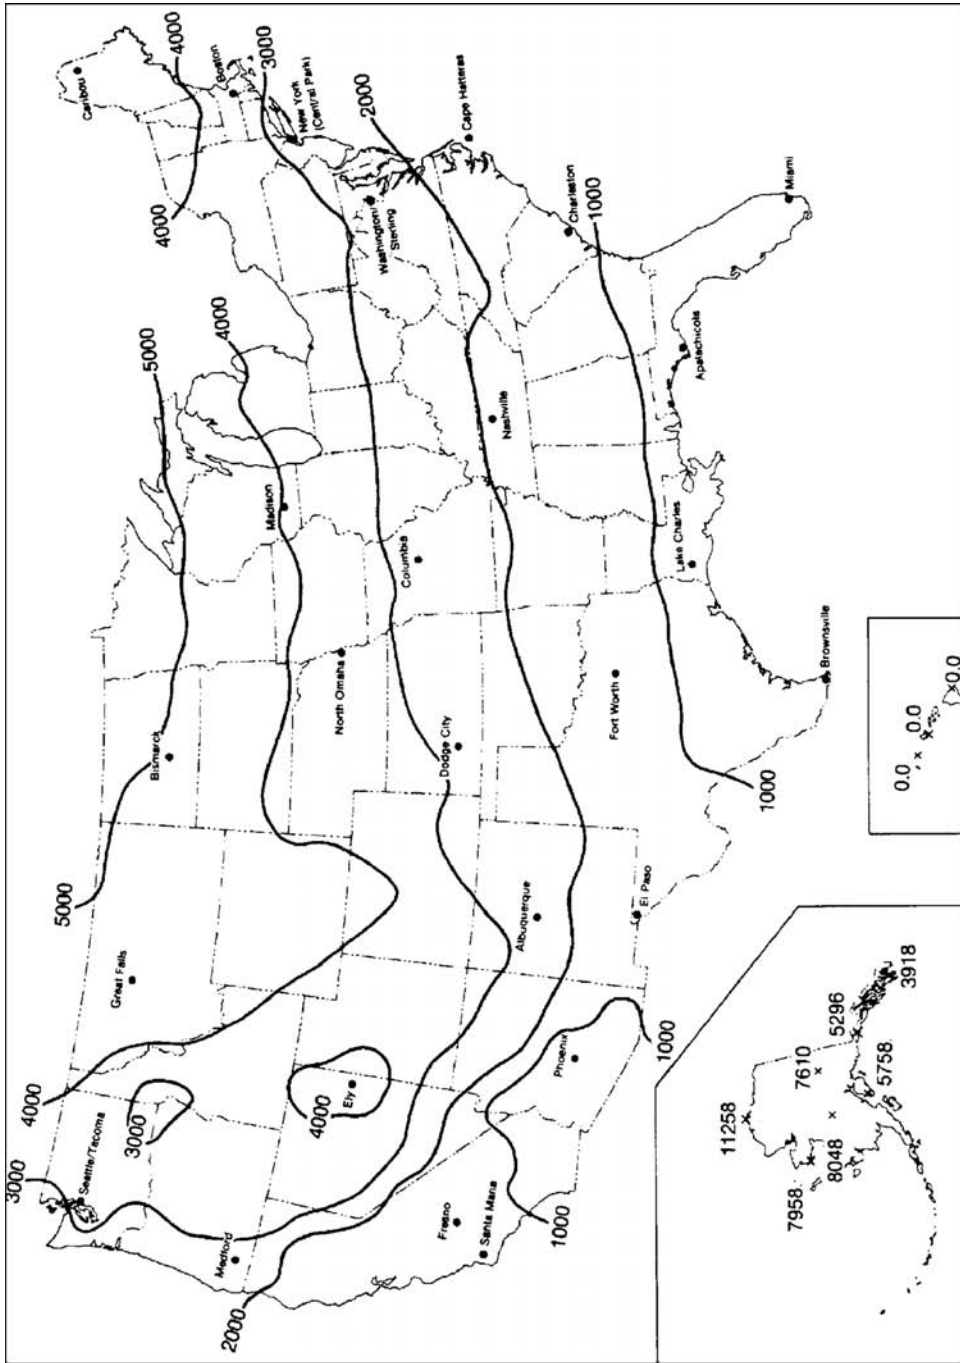 3000
4000
5000
5000
4000
4000
4000
Seattle/Tacoma
Great Falls
Bismarck
Caribou
3000
Medford
Ely
4000
North Omaha
Madison
Boston
3000
New York
(Central Park)
2000
Fresno
Santa Maria
Dodge City
Columbia
Washington/
Sterling
2000
Cape Hatteras
1000
Phoenix
Albuquerque
Nashville
Charleston
1000
1000
El Paso
Fort Worth
1000
Lake Charles
Apalachicola
Miami
Brownsville
11258
7958
8048
7610
5296
5758
3918
0.0
0.0
0.0